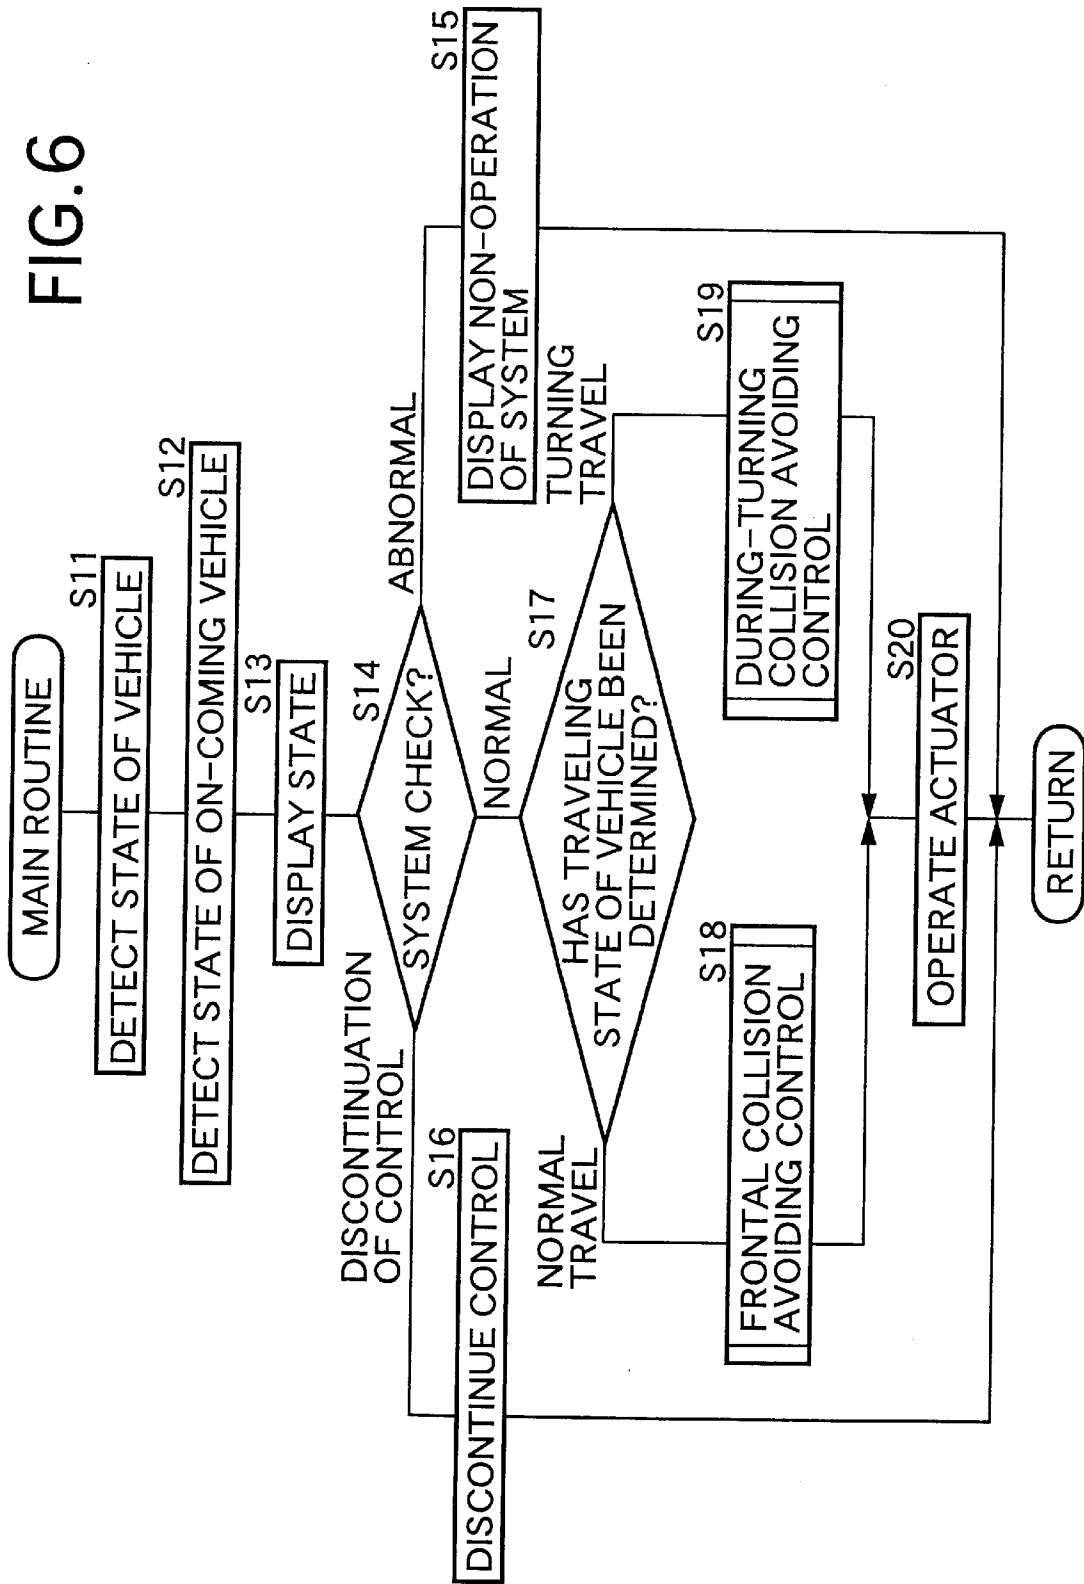 FIG.6
MAIN ROUTINE
S11
DETECT STATE OF VEHICLE
S12
DETECT STATE OF ON-COMING VEHICLE
S13
DISPLAY STATE
S14
SYSTEM CHECK?
DISCONTINUATION
OF CONTROL
ABNORMAL
NORMAL
S16
DISCONTINUE CONTROL
S15
DISPLAY NON-OPERATION
OF SYSTEM
S17
HAS TRAVELING
STATE OF VEHICLE BEEN
DETERMINED?
NORMAL
TRAVEL
TURNING
TRAVEL
S18
FRONTAL COLLISION
AVOIDING CONTROL
S19
DURING-TURNING
COLLISION AVOIDING
CONTROL
S20
OPERATE ACTUATOR
RETURN